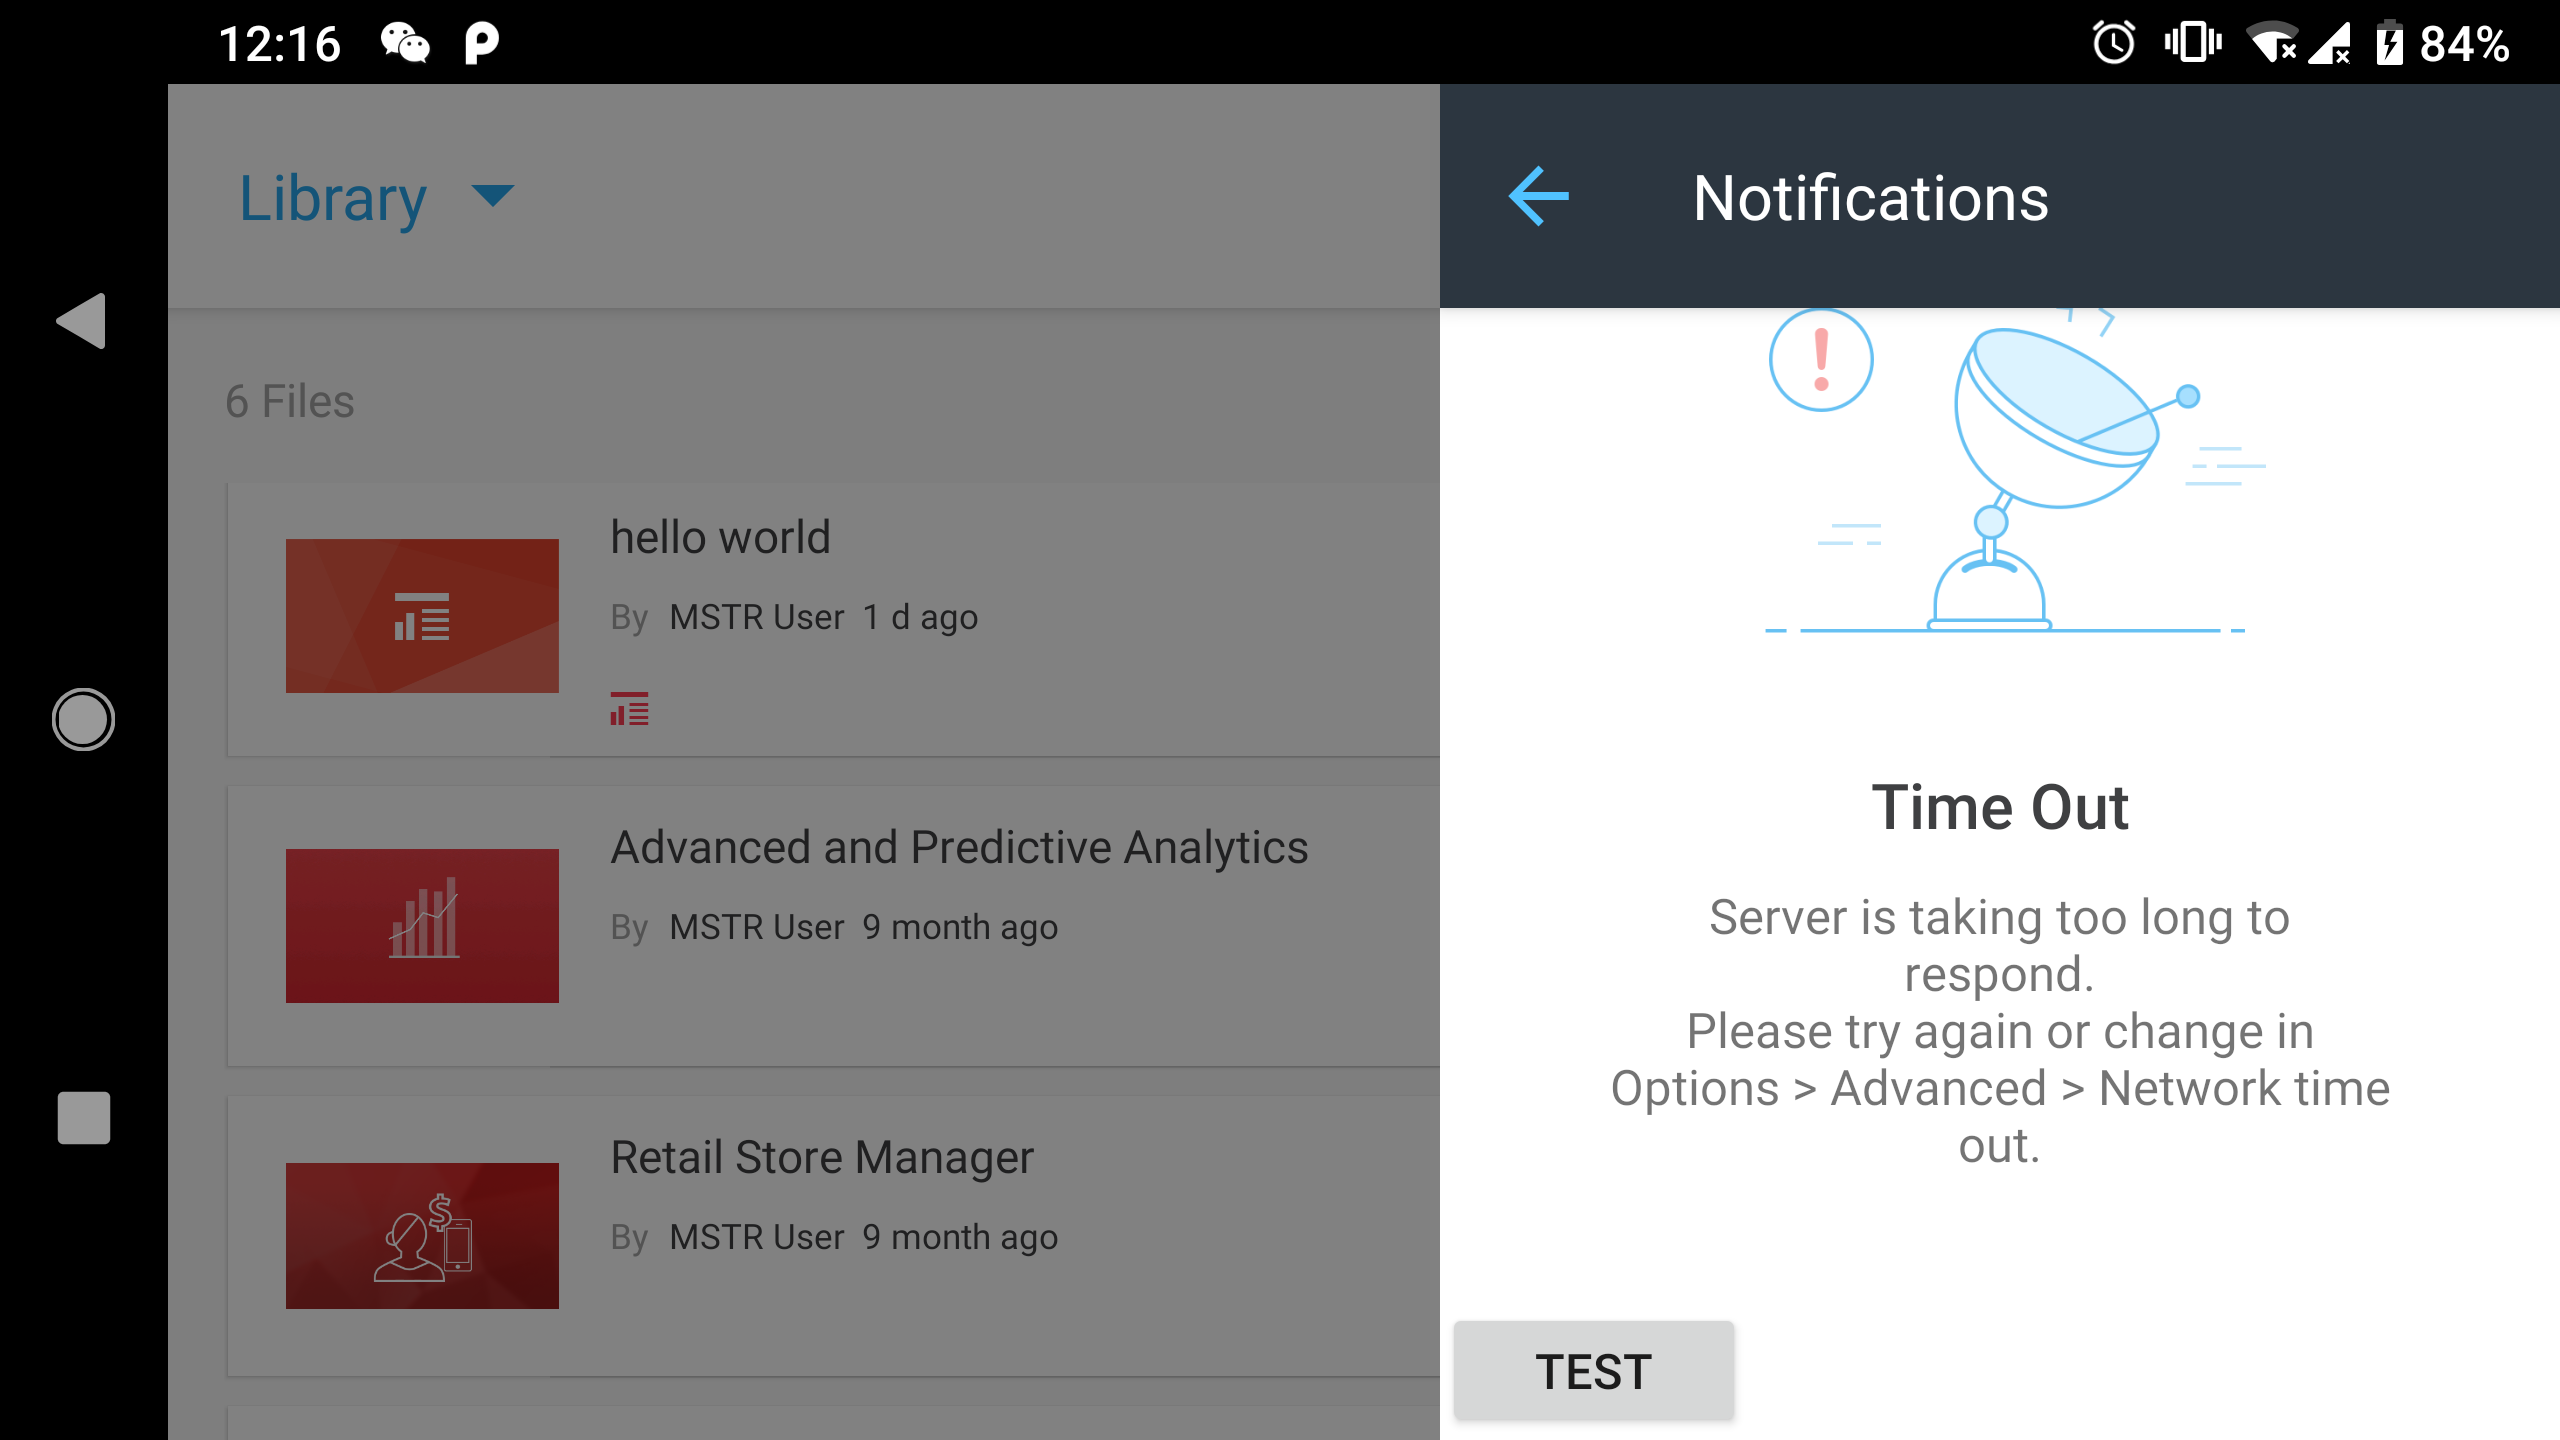 12:16
84%
Library
6 Files
hello world
By MSTR User 1 d ago
Advanced and Predictive Analytics
By MSTR User 9 month ago
Retail Store Manager
By MSTR User 9 month ago
Notifications
Time Out
Server is taking too long to
respond.
Please try again or change in
Options > Advanced > Network time
out.
TEST